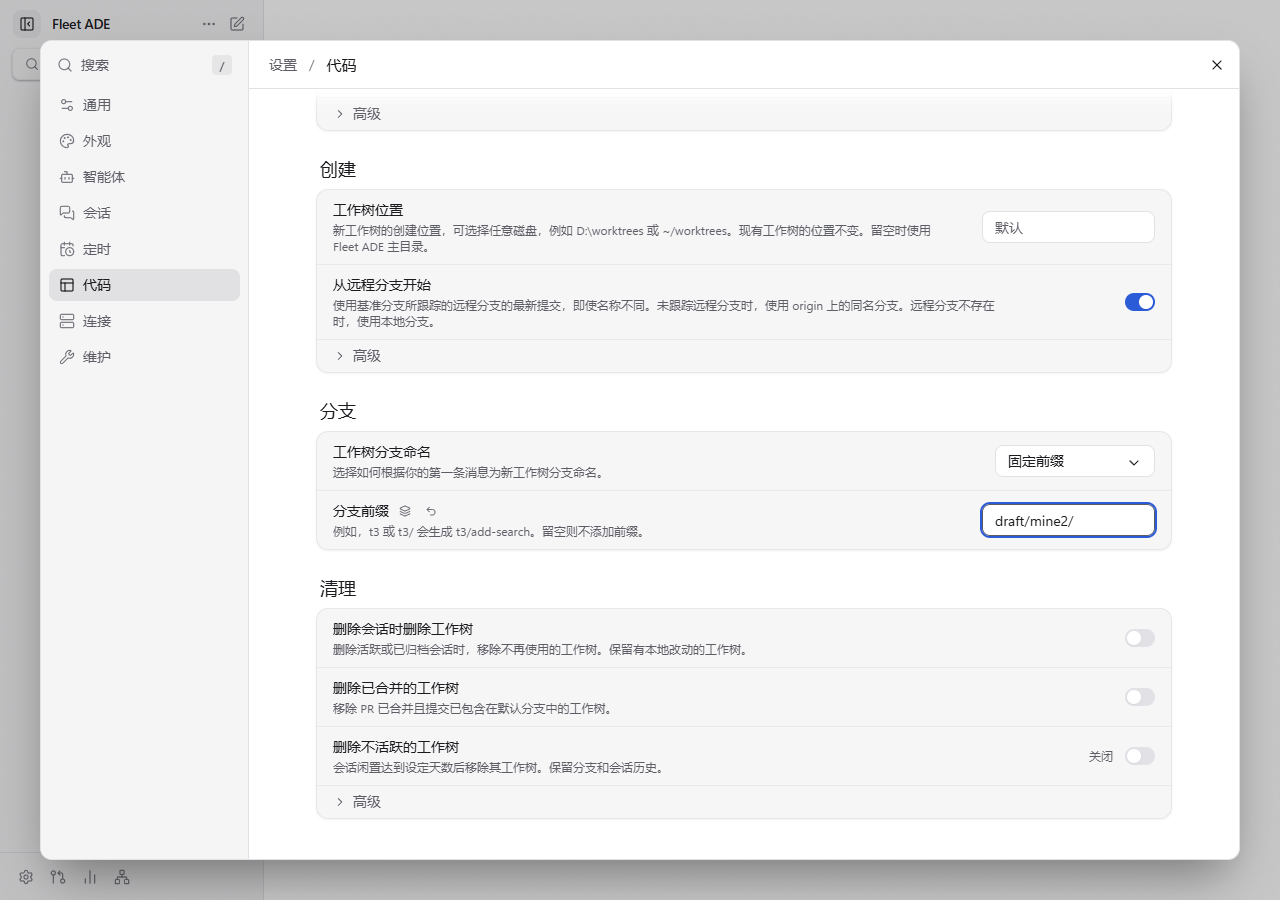 Fleet ADE
搜索
/
通用
外观
智能体
会话
定时
代码
连接
维护
设置 / 代码
高级
创建
工作树位置
新工作树的创建位置，可选择任意磁盘，例如 D:\worktrees 或 ~/worktrees。现有工作树的位置不变。留空时使用
Fleet ADE 主目录。
默认
从远程分支开始
使用基准分支所跟踪的远程分支的最新提交，即使名称不同。未跟踪远程分支时，使用 origin 上的同名分支。远程分支不存在
时，使用本地分支。
高级
分支
工作树分支命名
选择如何根据你的第一条消息为新工作树分支命名。
固定前缀
分支前缀
例如，t3 或 t3/ 会生成 t3/add-search。留空则不添加前缀。
draft/mine2/
清理
删除会话时删除工作树
删除活跃或已归档会话时，移除不再使用的工作树。保留有本地改动的工作树。
删除已合并的工作树
移除 PR 已合并且提交已包含在默认分支中的工作树。
删除不活跃的工作树
会话闲置达到设定天数后移除其工作树。保留分支和会话历史。
关闭
高级